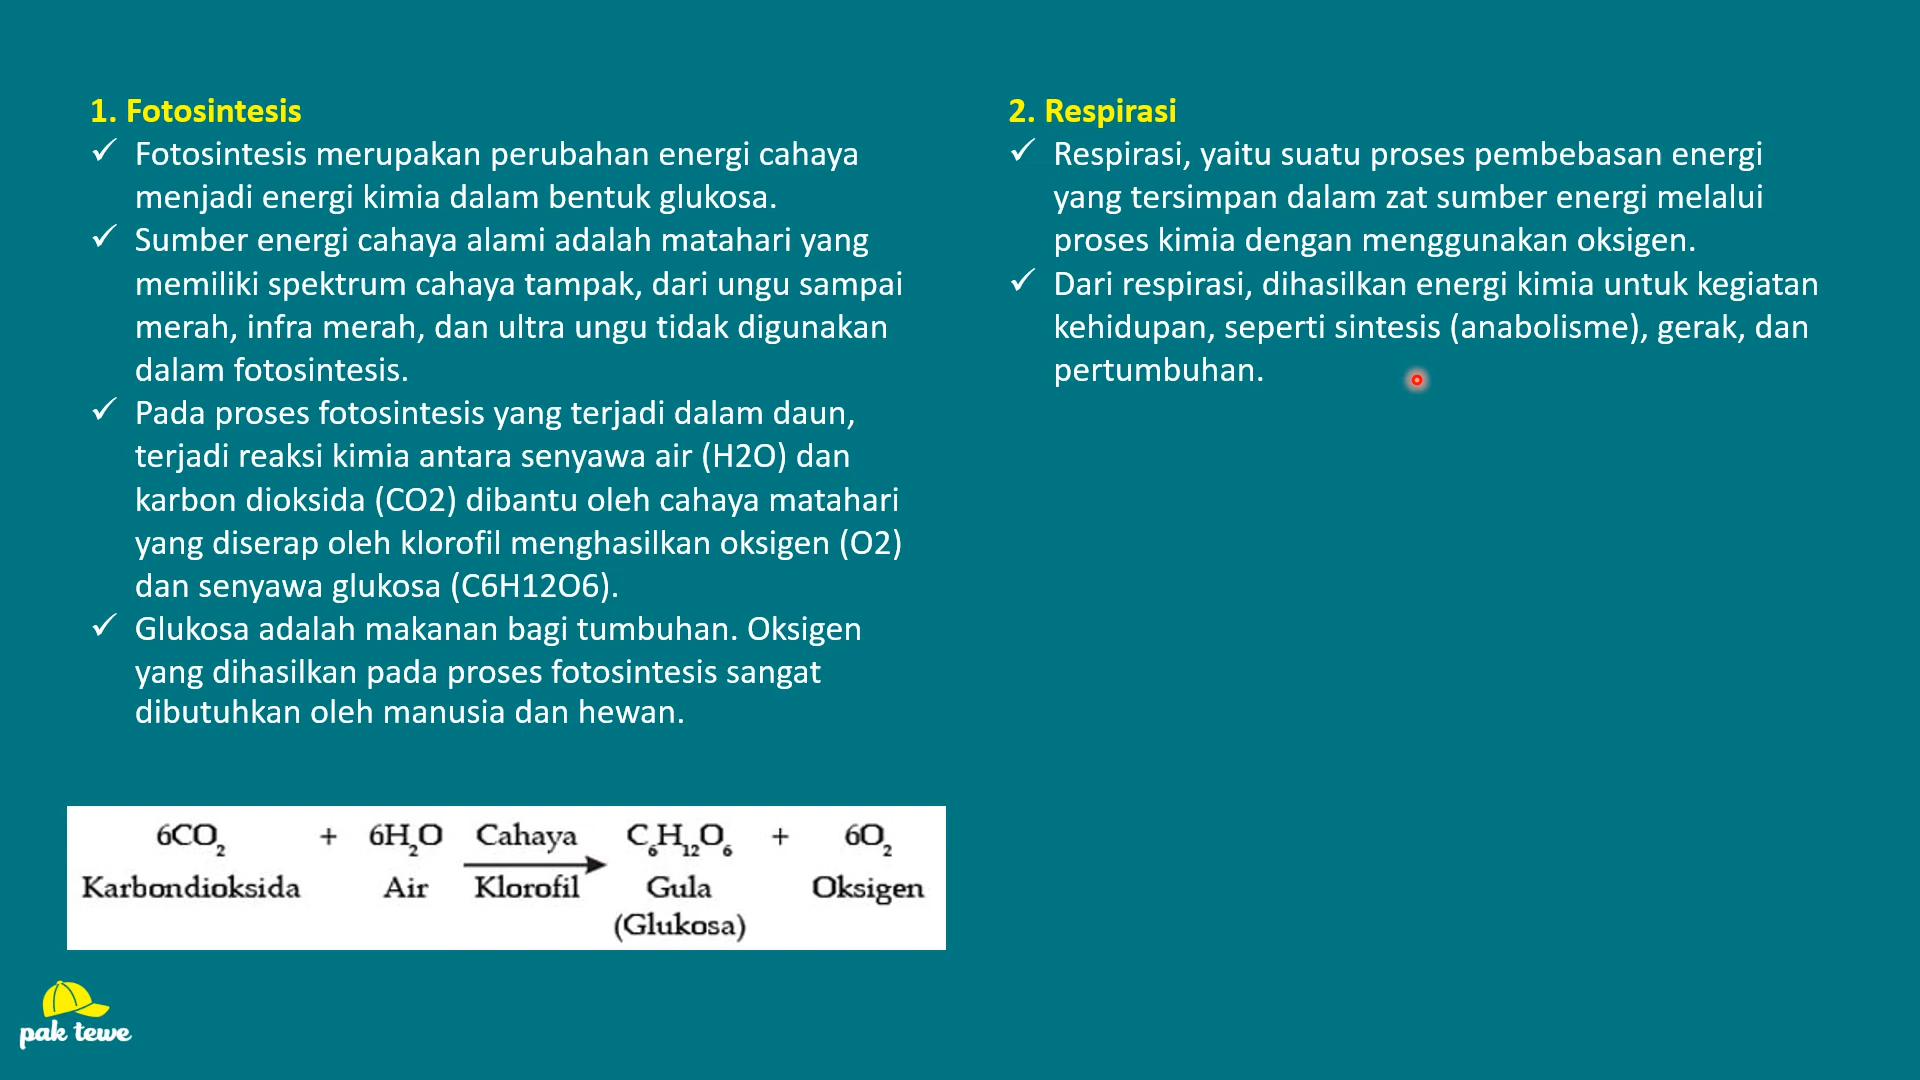 1. Fotosintesis
✓ Fotosintesis merupakan perubahan energi cahaya
menjadi energi kimia dalam bentuk glukosa.
✓ Sumber energi cahaya alami adalah matahari yang
memiliki spektrum cahaya tampak, dari ungu sampai
merah, infra merah, dan ultra ungu tidak digunakan
dalam fotosintesis.
✓ Pada proses fotosintesis yang terjadi dalam daun,
terjadi reaksi kimia antara senyawa air (H2O) dan
karbon dioksida (CO2) dibantu oleh cahaya matahari
yang diserap oleh klorofil menghasilkan oksigen (O2)
dan senyawa glukosa (C6H12O6).
✓ Glukosa adalah makanan bagi tumbuhan. Oksigen
yang dihasilkan pada proses fotosintesis sangat
dibutuhkan oleh manusia dan hewan.
6CO₂ + 6H₂O Cahaya C₆H₁₂O₆ + 6O₂
Karbondioksida Air Klorofil Gula Oksigen
(Glukosa)
2. Respirasi
✓ Respirasi, yaitu suatu proses pembebasan energi
yang tersimpan dalam zat sumber energi melalui
proses kimia dengan menggunakan oksigen.
✓ Dari respirasi, dihasilkan energi kimia untuk kegiatan
kehidupan, seperti sintesis (anabolisme), gerak, dan
pertumbuhan.
pak tewe